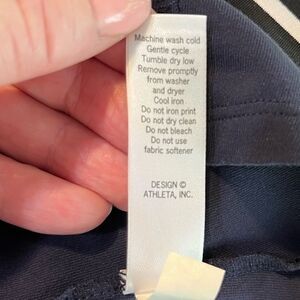 Machine wash cold
Gentle cycle
Tumble dry low
Remove promptly
from washer
and dryer
Cool iron
Do not iron print
Do not dry clean
Do not bleach
Do not use
fabric softener
DESIGN ©
ATHLETA, INC.